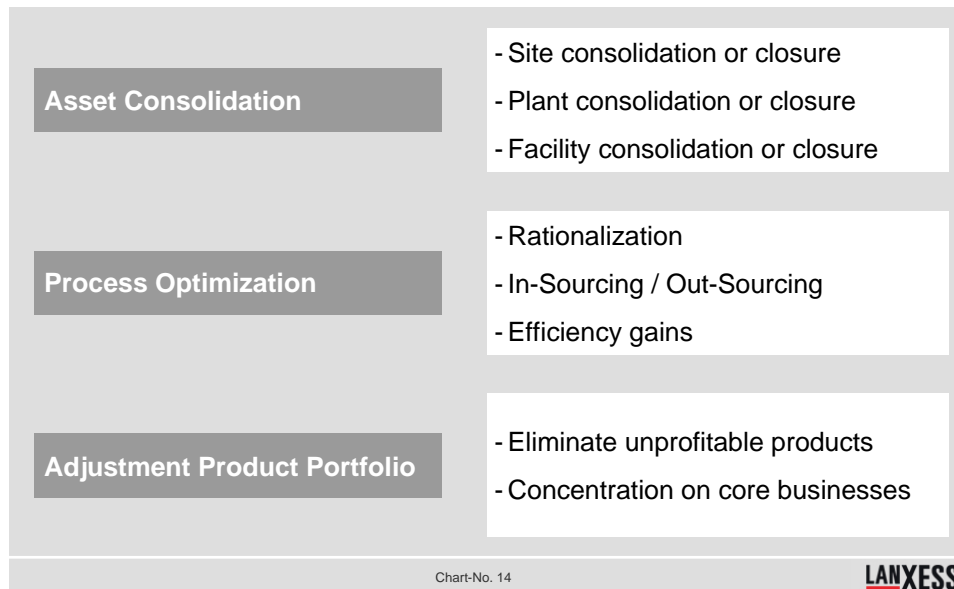 Asset Consolidation
- Site consolidation or closure
- Plant consolidation or closure
- Facility consolidation or closure
Process Optimization
- Rationalization
- In-Sourcing / Out-Sourcing
- Efficiency gains
Adjustment Product Portfolio
- Eliminate unprofitable products
- Concentration on core businesses
Chart-No. 14
LANXESS